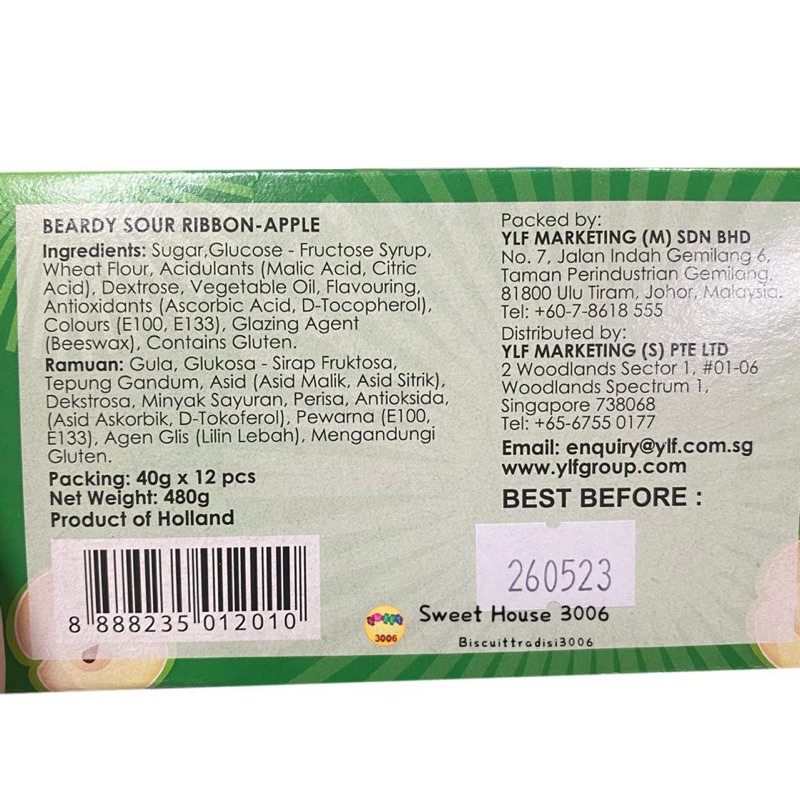 BEARDY SOUR RIBBON-APPLE
Ingredients: Sugar,Glucose - Fructose Syrup,
Wheat Flour, Acidulants (Malic Acid, Citric
Acid), Dextrose, Vegetable Oil, Flavouring,
Antioxidants (Ascorbic Acid, D-Tocopherol),
Colours (E100, E133), Glazing Agent
(Beeswax), Contains Gluten.
Ramuan: Gula, Glukosa - Sirap Fruktosa,
Tepung Gandum, Asid (Asid Malik, Asid Sitrik),
Dekstrosa, Minyak Sayuran, Perisa, Antioksida,
(Asid Askorbik, D-Tokoferol), Pewarna (E100,
E133), Agen Glis (Lilin Lebah), Mengandungi
Gluten.
Packing: 40g x 12 pcs
Net Weight: 480g
Product of Holland
8 888235 012010
Packed by:
YLF MARKETING (M) SDN BHD
No. 7, Jalan Indah Gemilang 6,
Taman Perindustrian Gemilang,
81800 Ulu Tiram, Johor, Malaysia.
Tel: +60-7-8618 555
Distributed by:
YLF MARKETING (S) PTE LTD
2 Woodlands Sector 1, #01-06
Woodlands Spectrum 1,
Singapore 738068
Tel: +65-6755 0177
Email: enquiry@ylf.com.sg
www.ylfgroup.com
BEST BEFORE :
260523
3006
Sweet House 3006
Biscuittradisi3006